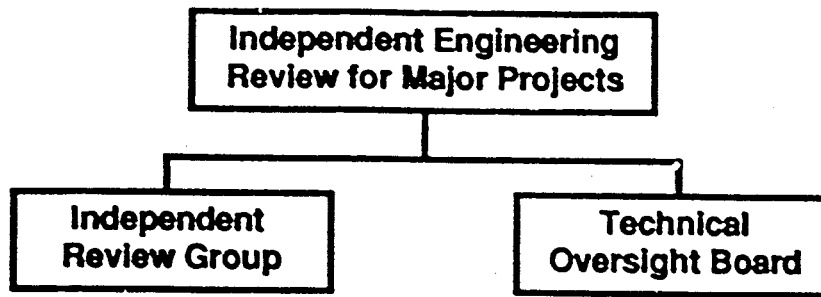 Independent Engineering
Review for Major Projects
Independent
Review Group
Technical
Oversight Board